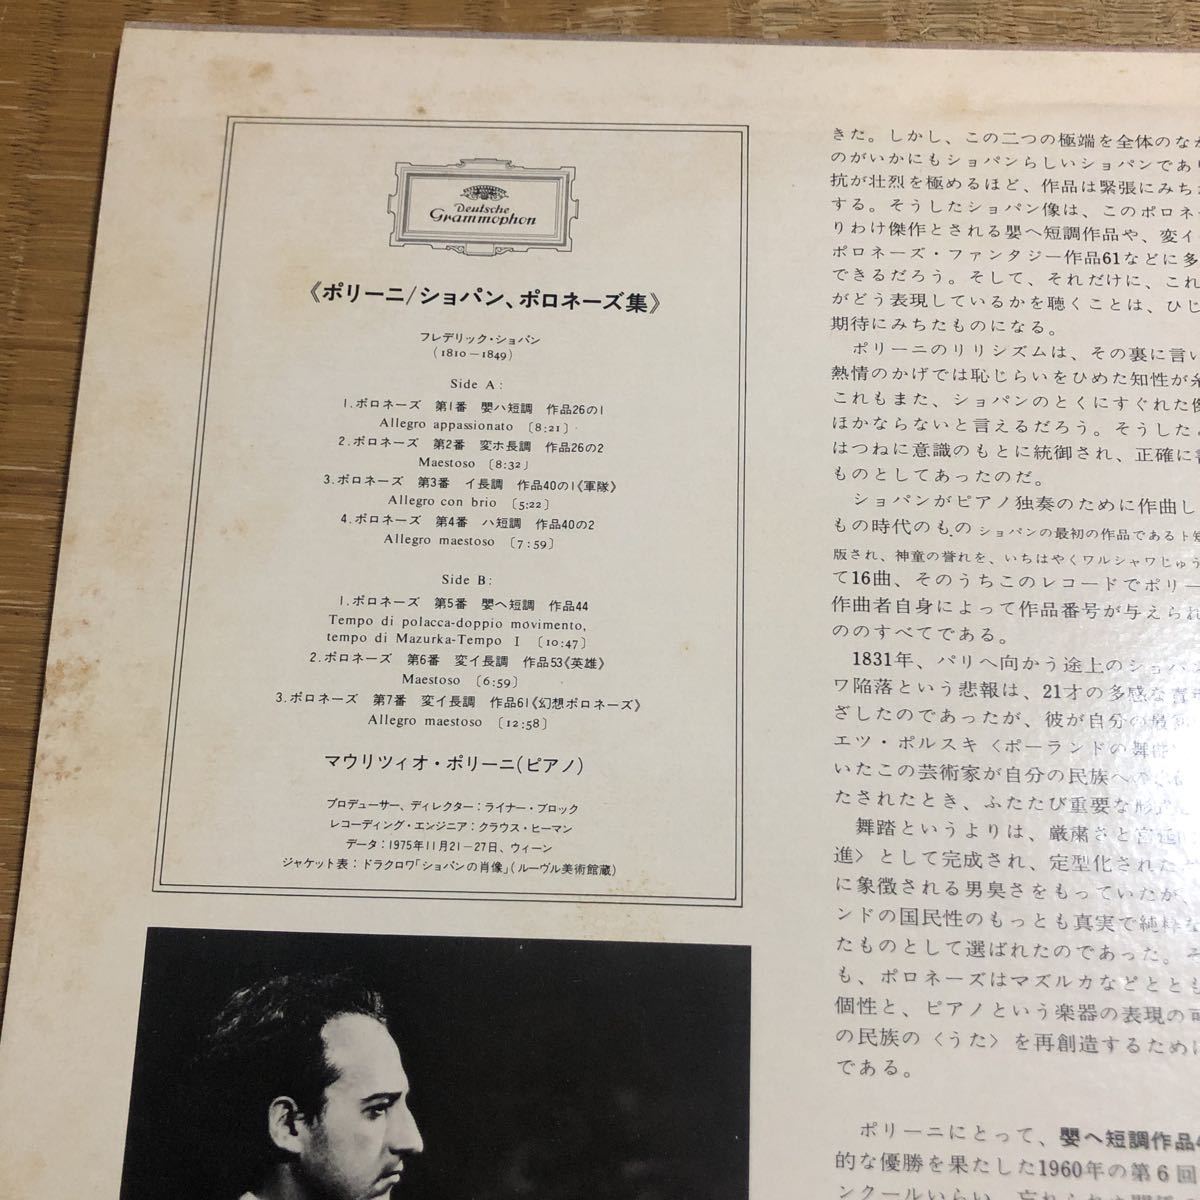 Deutsche
Grammophon
《ポリーニ/ショパン、ポロネーズ集》
フレデリック・ショパン
(1810－1849)
Side A:
1.ポロネーズ 第1番 嬰ハ短調 作品26の1
Allegro appassionato 〔8:21〕
2.ポロネーズ 第2番 変ホ長調 作品26の2
Maestoso 〔8:32〕
3.ポロネーズ 第3番 イ長調 作品40の1《軍隊》
Allegro con brio 〔5:22〕
4.ポロネーズ 第4番 ハ短調 作品40の2
Allegro maestoso 〔7:59〕
Side B:
1.ポロネーズ 第5番 嬰ヘ短調 作品44
Tempo di polacca-doppio movimento,
tempo di Mazurka-Tempo I 〔10:47〕
2.ポロネーズ 第6番 変イ長調 作品53《英雄》
Maestoso 〔6:59〕
3.ポロネーズ 第7番 変イ長調 作品61《幻想ポロネーズ》
Allegro maestoso 〔12:58〕
マウリツィオ・ポリーニ(ピアノ)
プロデューサー、ディレクター：ライナー・ブロック
レコーディング・エンジニア：クラウス・ヒーマン
データ：1975年11月21－27日、ウィーン
ジャケット表：ドラクロワ「ショパンの肖像」(ルーヴル美術館蔵)
きた。しかし、この二つの極端を全体のなか
のがいかにもショパンらしいショパンであり
抗が壮烈を極めるほど、作品は緊張にみち
する。そうしたショパン像は、このポロネ
りわけ傑作とされる嬰ヘ短調作品や、変イ
ポロネーズ・ファンタジー作品61などに多
できるだろう。そして、それだけに、これ
がどう表現しているかを聴くことは、ひじ
期待にみちたものになる。
ポリーニのリリシズムは、その裏に言い
熱情のかげでは恥じらいをひめた知性が糸
これもまた、ショパンのとくにすぐれた傑
ほかならないと言えるだろう。そうした
はつねに意識のもとに統御され、正確に
ものとしてあったのだ。
ショパンがピアノ独奏のために作曲し
もの時代のもの ショパンの最初の作品であるト短
版され、神童の誉れを、いちはやくワルシャワじゅう
て16曲、そのうちこのレコードでポリー
作曲者自身によって作品番号が与えられ
ののすべてである。
1831年、パリへ向かう途上のショパン
ワ陥落という悲報は、21才の多感な青
ざしたのであったが、彼が自分の最
エツ・ポルスキ〈ポーランドの舞
いたこの芸術家が自分の民族への
たされたとき、ふたたび重要な形式
舞踏というよりは、厳粛さと宮廷
進〉として完成され、定型化された
に象徴される男臭さをもっていたが、
ンドの国民性のもっとも真実で純粋な
たものとして選ばれたのであった。そ
も、ポロネーズはマズルカなどととも
個性と、ピアノという楽器の表現の可
の民族の〈うた〉を再創造するために
である。
ポリーニにとって、嬰ヘ短調作品4
的な優勝を果たした1960年の第6回
ンクールいらい、忘